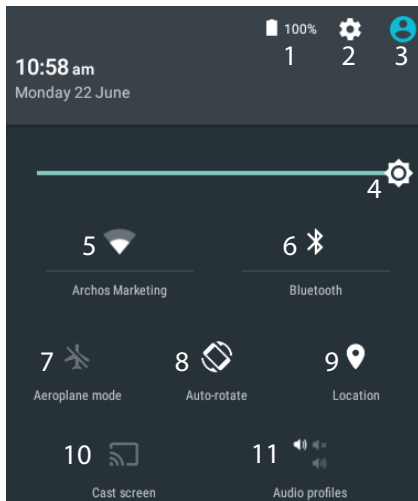 100%
1 2 3
10:58 am
Monday 22 June
4
5 6
Archos Marketing Bluetooth
7 8 9
Aeroplane mode Auto-rotate Location
10 11
Cast screen Audio profiles